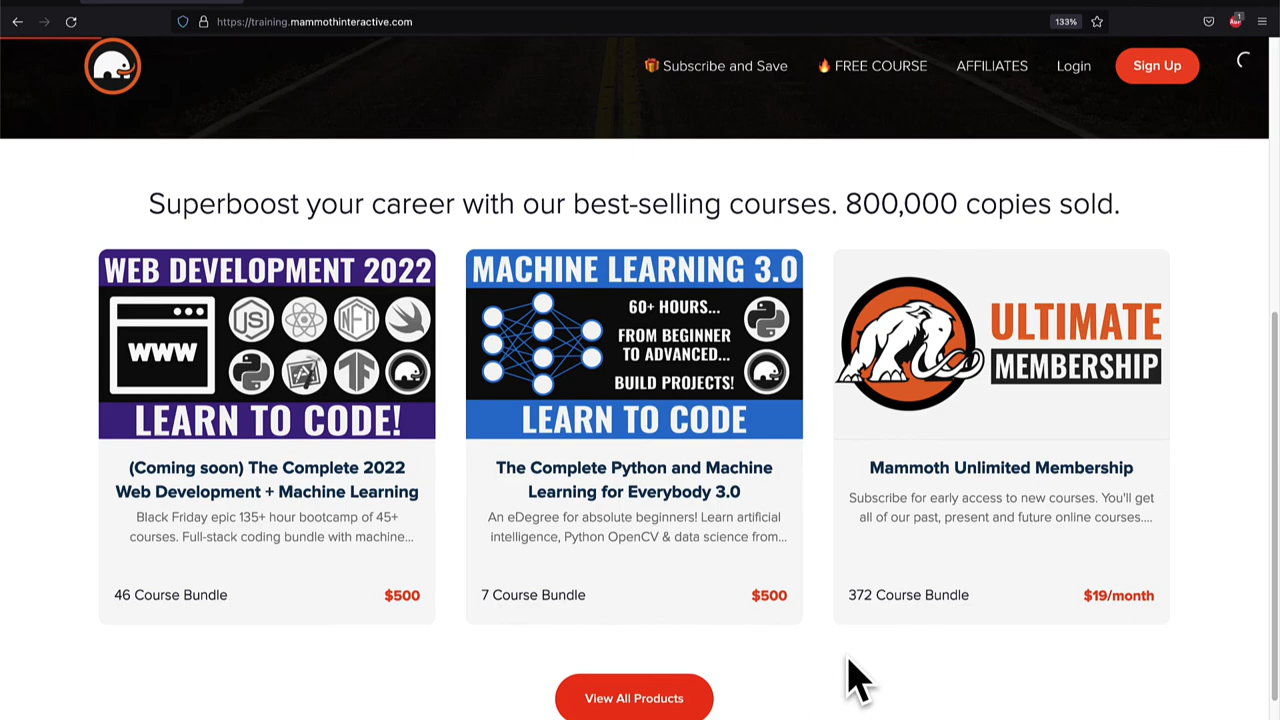 https://training.mammothinteractive.com
133%
🎁 Subscribe and Save
🔥 FREE COURSE
AFFILIATES
Login
Sign Up
Superboost your career with our best-selling courses. 800,000 copies sold.
WEB DEVELOPMENT 2022
JS
NFT
WWW
LEARN TO CODE!
(Coming soon) The Complete 2022
Web Development + Machine Learning
Black Friday epic 135+ hour bootcamp of 45+
courses. Full-stack coding bundle with machine...
46 Course Bundle
$500
MACHINE LEARNING 3.0
60+ HOURS...
FROM BEGINNER
TO ADVANCED...
BUILD PROJECTS!
LEARN TO CODE
The Complete Python and Machine
Learning for Everybody 3.0
An eDegree for absolute beginners! Learn artificial
intelligence, Python OpenCV & data science from...
7 Course Bundle
$500
ULTIMATE
MEMBERSHIP
Mammoth Unlimited Membership
Subscribe for early access to new courses. You'll get
all of our past, present and future online courses....
372 Course Bundle
$19/month
View All Products